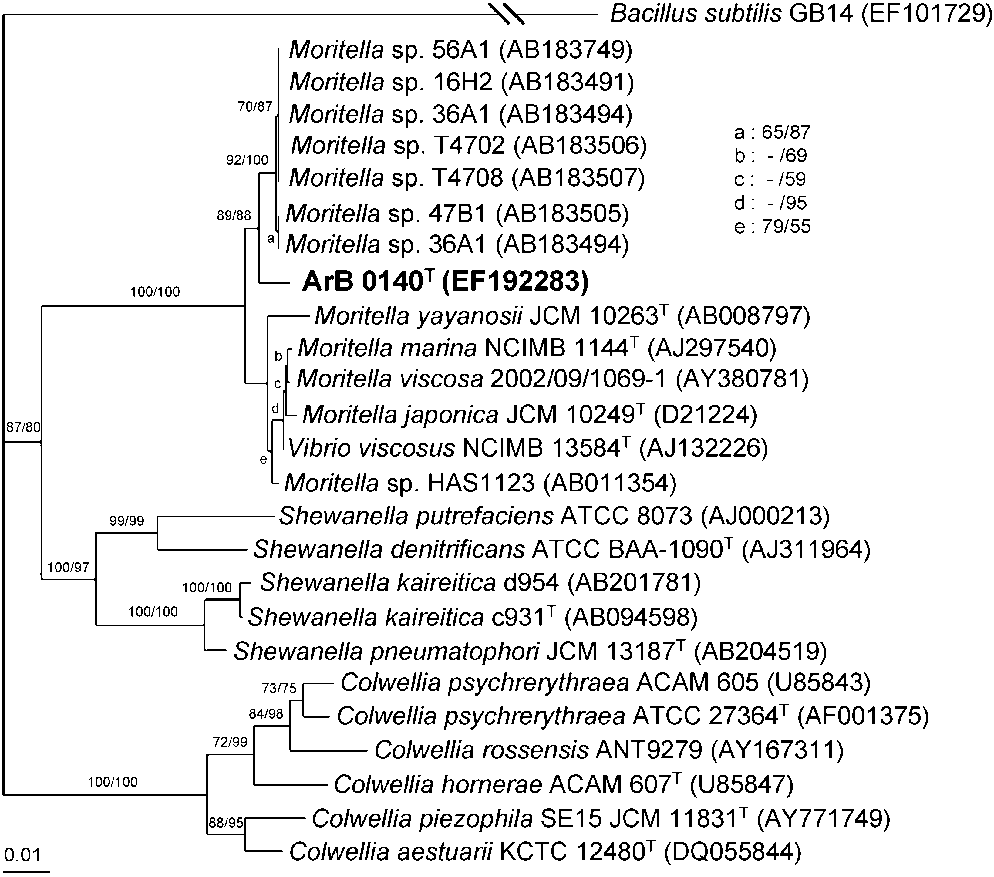 Bacillus subtilis GB14 (EF101729)
Moritella sp. 56A1 (AB183749)
Moritella sp. 16H2 (AB183491)
70/87
Moritella sp. 36A1 (AB183494)
a : 65/87
Moritella sp. T4702 (AB183506)
b : - /69
92/100
Moritella sp. T4708 (AB183507)
c : - /59
d : - /95
89/88
Moritella sp. 47B1 (AB183505)
e : 79/55
a
Moritella sp. 36A1 (AB183494)
ArB 0140ᵀ (EF192283)
100/100
Moritella yayanosii JCM 10263ᵀ (AB008797)
b
Moritella marina NCIMB 1144ᵀ (AJ297540)
c
Moritella viscosa 2002/09/1069-1 (AY380781)
d
Moritella japonica JCM 10249ᵀ (D21224)
87/80
Vibrio viscosus NCIMB 13584ᵀ (AJ132226)
e
Moritella sp. HAS1123 (AB011354)
99/99
Shewanella putrefaciens ATCC 8073 (AJ000213)
Shewanella denitrificans ATCC BAA-1090ᵀ (AJ311964)
100/97
100/100
Shewanella kaireitica d954 (AB201781)
100/100
Shewanella kaireitica c931ᵀ (AB094598)
Shewanella pneumatophori JCM 13187ᵀ (AB204519)
73/75
Colwellia psychrerythraea ACAM 605 (U85843)
84/98
Colwellia psychrerythraea ATCC 27364ᵀ (AF001375)
72/99
Colwellia rossensis ANT9279 (AY167311)
100/100
Colwellia hornerae ACAM 607ᵀ (U85847)
88/95
Colwellia piezophila SE15 JCM 11831ᵀ (AY771749)
Colwellia aestuarii KCTC 12480ᵀ (DQ055844)
0.01